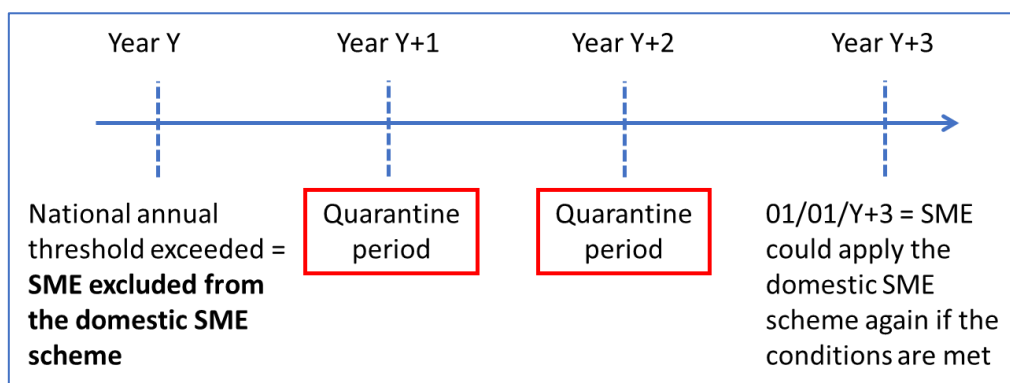 Year Y
Year Y+1
Year Y+2
Year Y+3
National annual
threshold exceeded =
SME excluded from
the domestic SME
scheme
Quarantine
period
Quarantine
period
01/01/Y+3 = SME
could apply the
domestic SME
scheme again if the
conditions are met